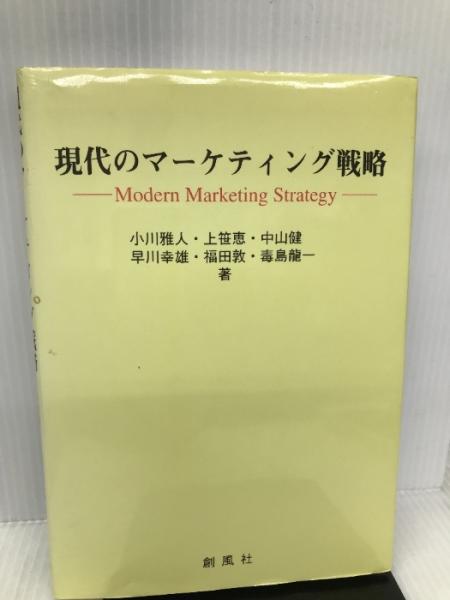 現代のマーケティング戦略
Modern Marketing Strategy
小川雅人・上笹恵・中山健
早川幸雄・福田敦・毒島龍一
著
創風社